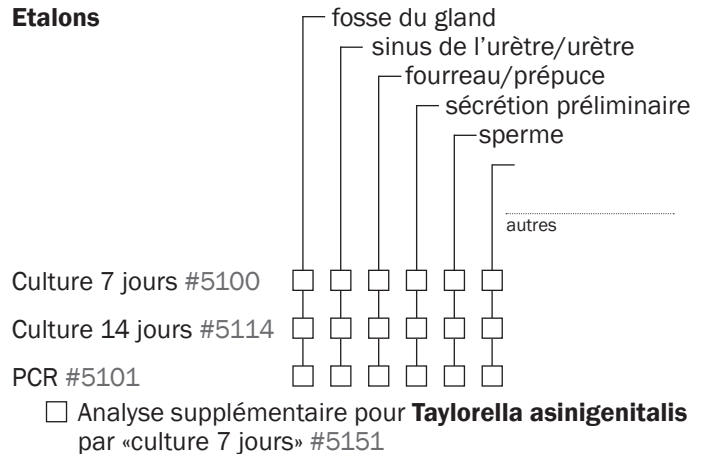 Etalons
fosse du gland
sinus de l'urètre/urètre
fourreau/prépuce
sécrétion préliminaire
sperme
autres
Culture 7 jours #5100
Culture 14 jours #5114
PCR #5101
Analyse supplémentaire pour Taylorella asinigenitalis
par «culture 7 jours» #5151